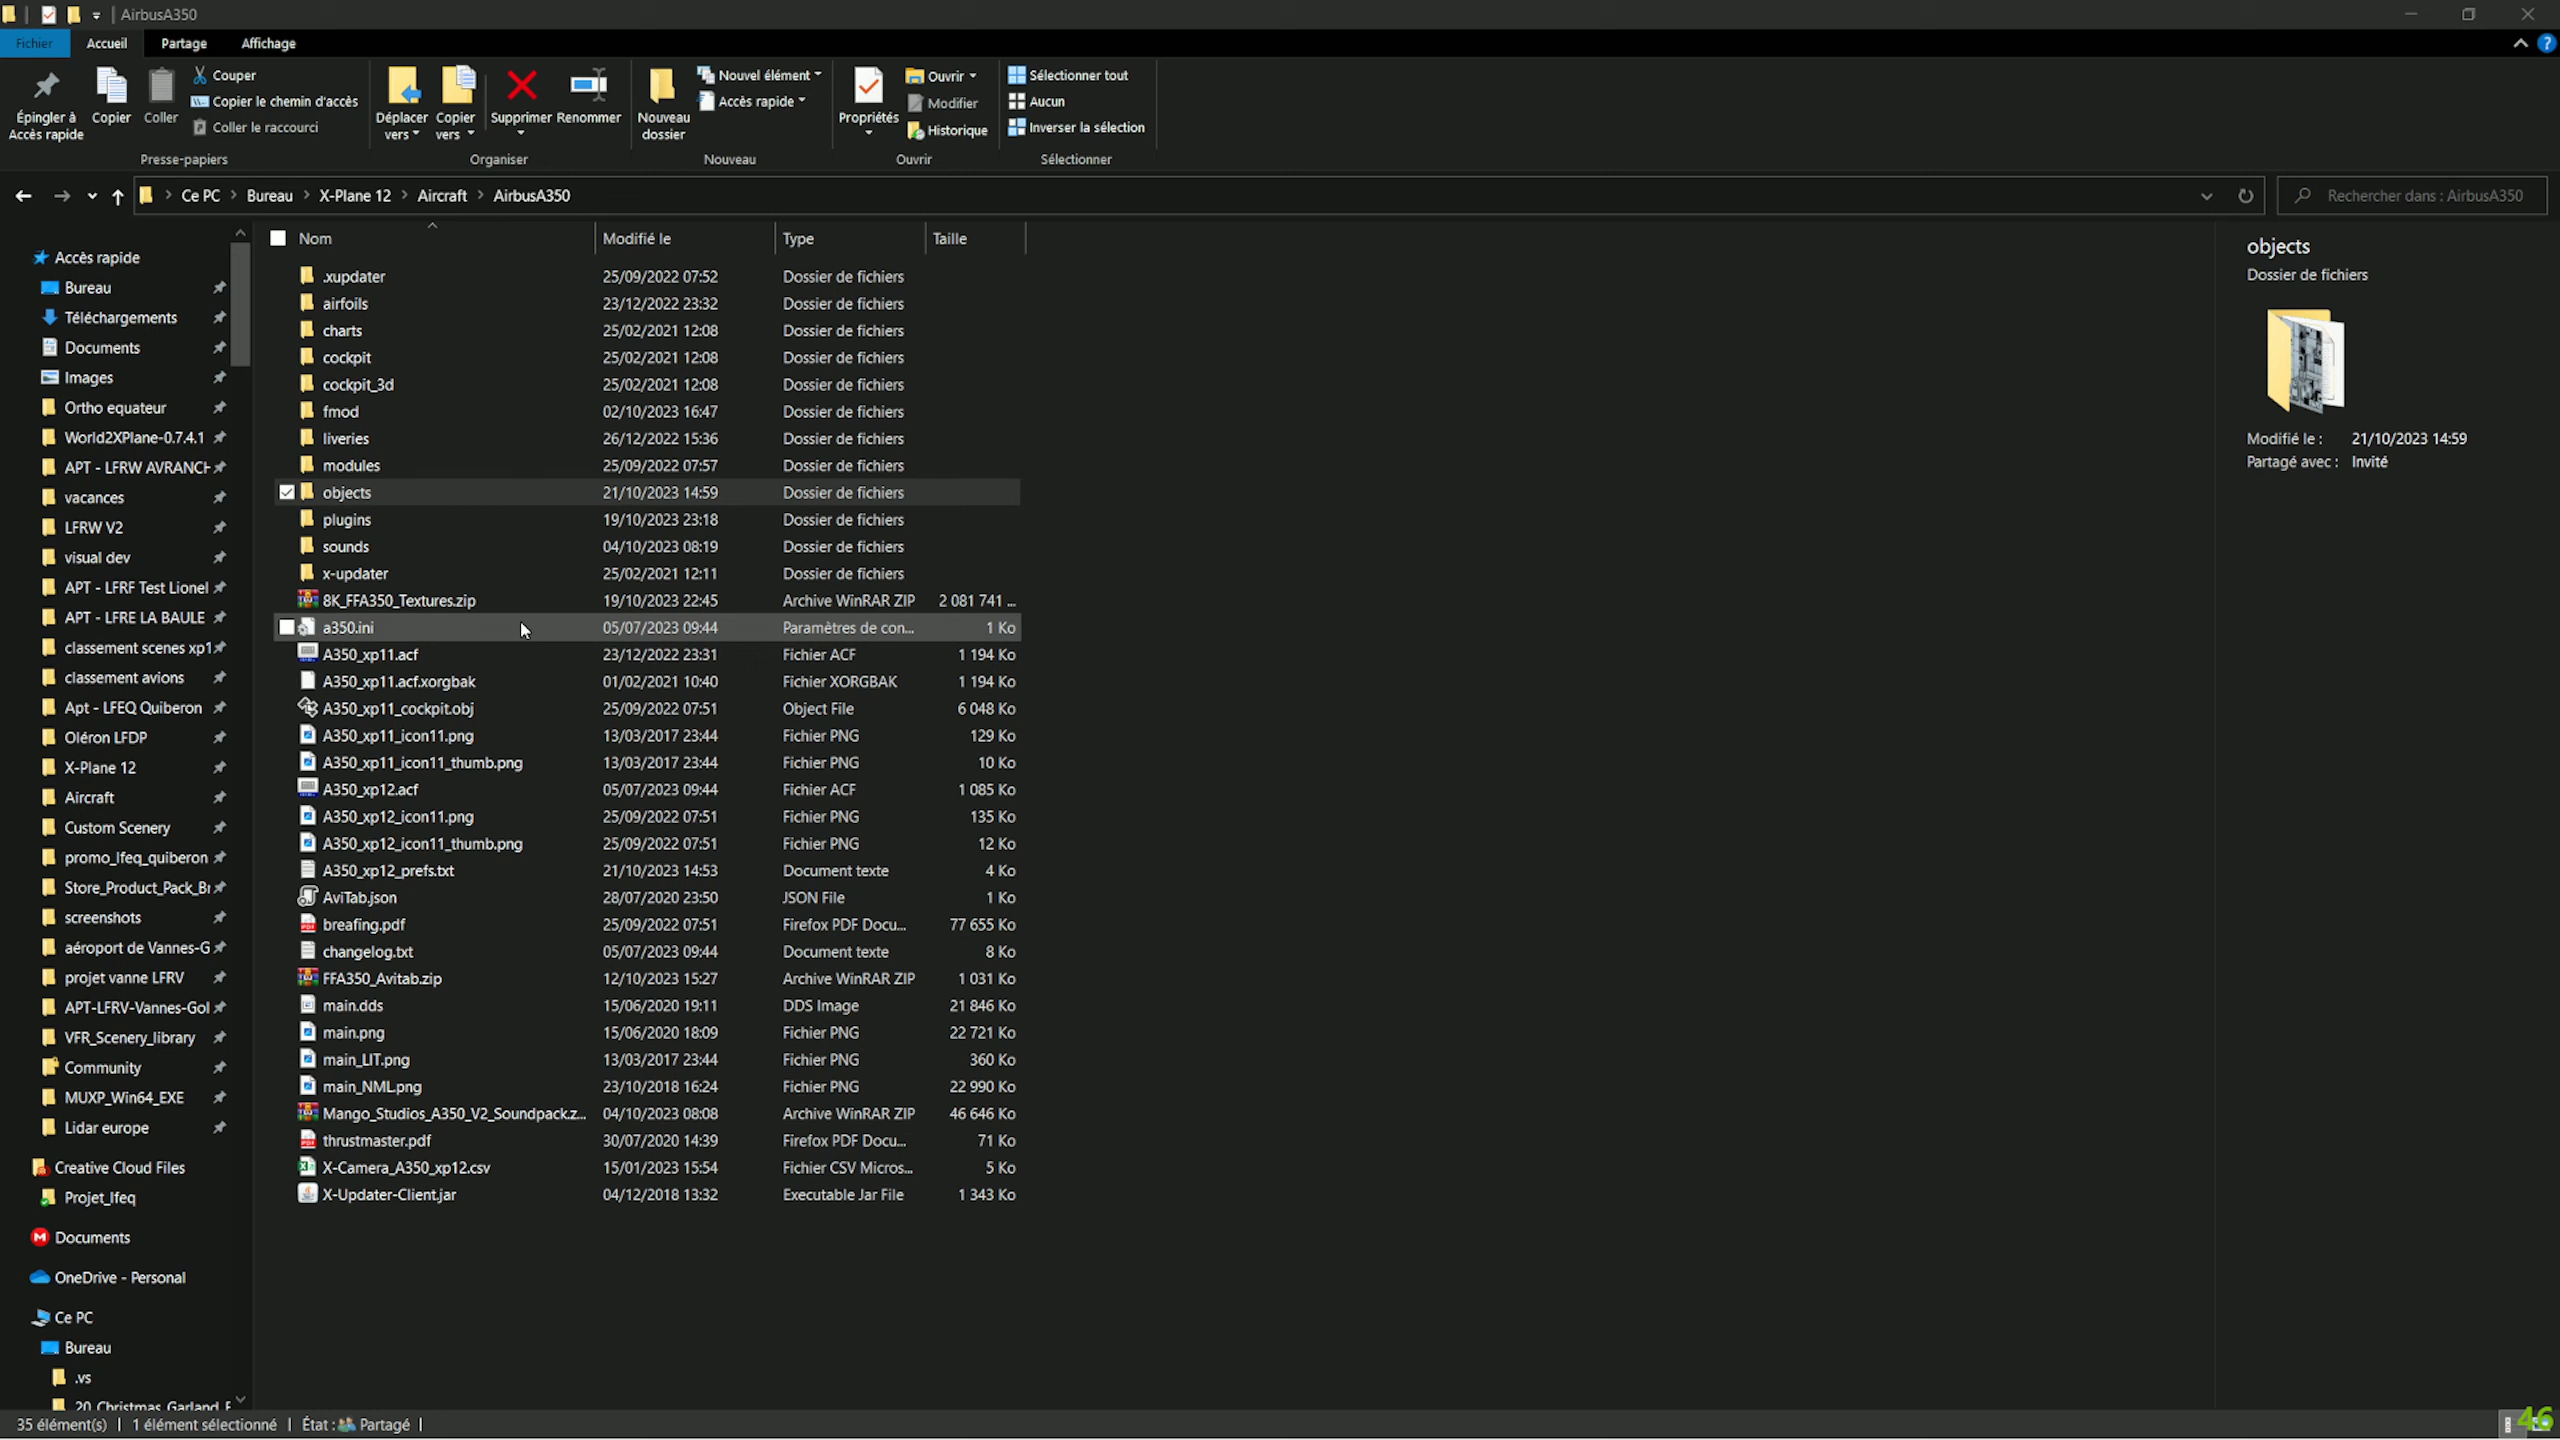 AirbusA350
Fichier Accueil Partage Affichage
Épingler à Accès rapide
Copier
Coller
Couper
Copier le chemin d'accès
Coller le raccourci
Presse-papiers
Déplacer vers
Copier vers
Supprimer
Renommer
Organiser
Nouveau dossier
Nouvel élément
Accès rapide
Nouveau
Propriétés
Ouvrir
Modifier
Historique
Ouvrir
Sélectionner tout
Aucun
Inverser la sélection
Sélectionner
Ce PC > Bureau > X-Plane 12 > Aircraft > AirbusA350
Rechercher dans : AirbusA350
Accès rapide
Bureau
Téléchargements
Documents
Images
Ortho equateur
World2XPlane-0.7.4.1
APT - LFRW AVRANCH
vacances
LFRW V2
visual dev
APT - LFRF Test Lionel
APT - LFRE LA BAULE
classement scenes xp1
classement avions
Apt - LFEQ Quiberon
Oléron LFDP
X-Plane 12
Aircraft
Custom Scenery
promo_lfeq_quiberon
Store_Product_Pack_Br
screenshots
aéroport de Vannes-G
projet vanne LFRV
APT-LFRV-Vannes-Gol
VFR_Scenery_library
Community
MUXP_Win64_EXE
Lidar europe
Creative Cloud Files
Projet_lfeq
Documents
OneDrive - Personal
Ce PC
Bureau
.vs
20 Christmas Garland F
Nom Modifié le Type Taille
.xupdater 25/09/2022 07:52 Dossier de fichiers
airfoils 23/12/2022 23:32 Dossier de fichiers
charts 25/02/2021 12:08 Dossier de fichiers
cockpit 25/02/2021 12:08 Dossier de fichiers
cockpit_3d 25/02/2021 12:08 Dossier de fichiers
fmod 02/10/2023 16:47 Dossier de fichiers
liveries 26/12/2022 15:36 Dossier de fichiers
modules 25/09/2022 07:57 Dossier de fichiers
objects 21/10/2023 14:59 Dossier de fichiers
plugins 19/10/2023 23:18 Dossier de fichiers
sounds 04/10/2023 08:19 Dossier de fichiers
x-updater 25/02/2021 12:11 Dossier de fichiers
8K_FFA350_Textures.zip 19/10/2023 22:45 Archive WinRAR ZIP 2 081 741 ...
a350.ini 05/07/2023 09:44 Paramètres de con... 1 Ko
A350_xp11.acf 23/12/2022 23:31 Fichier ACF 1 194 Ko
A350_xp11.acf.xorgbak 01/02/2021 10:40 Fichier XORGBAK 1 194 Ko
A350_xp11_cockpit.obj 25/09/2022 07:51 Object File 6 048 Ko
A350_xp11_icon11.png 13/03/2017 23:44 Fichier PNG 129 Ko
A350_xp11_icon11_thumb.png 13/03/2017 23:44 Fichier PNG 10 Ko
A350_xp12.acf 05/07/2023 09:44 Fichier ACF 1 085 Ko
A350_xp12_icon11.png 25/09/2022 07:51 Fichier PNG 135 Ko
A350_xp12_icon11_thumb.png 25/09/2022 07:51 Fichier PNG 12 Ko
A350_xp12_prefs.txt 21/10/2023 14:53 Document texte 4 Ko
AviTab.json 28/07/2020 23:50 JSON File 1 Ko
breafing.pdf 25/09/2022 07:51 Firefox PDF Docu... 77 655 Ko
changelog.txt 05/07/2023 09:44 Document texte 8 Ko
FFA350_Avitab.zip 12/10/2023 15:27 Archive WinRAR ZIP 1 031 Ko
main.dds 15/06/2020 19:11 DDS Image 21 846 Ko
main.png 15/06/2020 18:09 Fichier PNG 22 721 Ko
main_LIT.png 13/03/2017 23:44 Fichier PNG 360 Ko
main_NML.png 23/10/2018 16:24 Fichier PNG 22 990 Ko
Mango_Studios_A350_V2_Soundpack.z... 04/10/2023 08:08 Archive WinRAR ZIP 46 646 Ko
thrustmaster.pdf 30/07/2020 14:39 Firefox PDF Docu... 71 Ko
X-Camera_A350_xp12.csv 15/01/2023 15:54 Fichier CSV Micros... 5 Ko
X-Updater-Client.jar 04/12/2018 13:32 Executable Jar File 1 343 Ko
objects
Dossier de fichiers
Modifié le : 21/10/2023 14:59
Partagé avec : Invité
35 élément(s) | 1 élément sélectionné | État : Partagé |
46